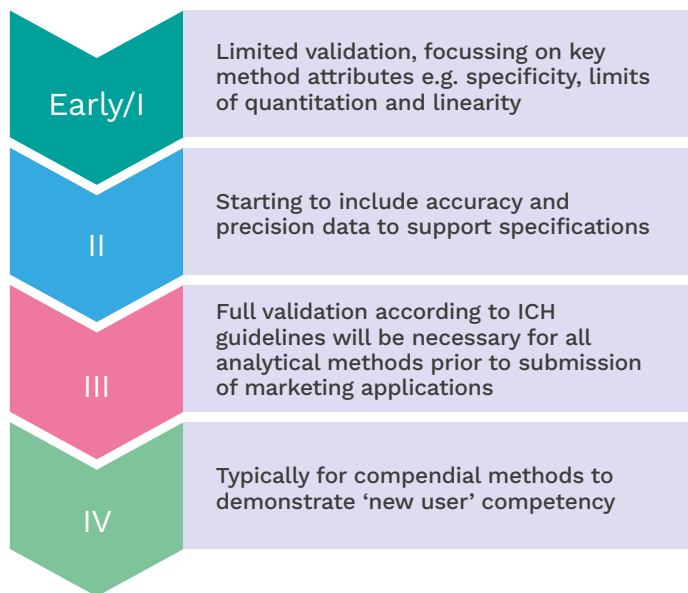 Early/I
Limited validation, focussing on key
method attributes e.g. specificity, limits
of quantitation and linearity
II
Starting to include accuracy and
precision data to support specifications
III
Full validation according to ICH
guidelines will be necessary for all
analytical methods prior to submission
of marketing applications
IV
Typically for compendial methods to
demonstrate ‘new user’ competency